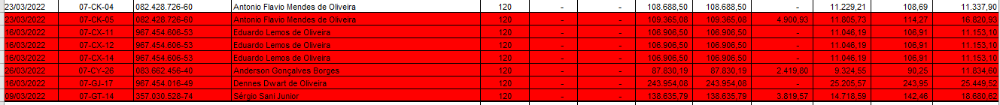 23/03/2022 07-CK-04 082.428.726-60 Antonio Flavio Mendes de Oliveira 120 - - 108.688,50 108.688,50 - 11.229,21 108,69 11.337,90
23/03/2022 07-CK-05 082.428.726-60 Antonio Flavio Mendes de Oliveira 120 - - 109.365,08 109.365,08 4.900,93 11.805,73 114,27 16.820,93
16/03/2022 07-CX-11 967.454.606-53 Eduardo Lemos de Oliveira 120 - - 106.906,50 106.906,50 - 11.046,19 106,91 11.153,10
16/03/2022 07-CX-12 967.454.606-53 Eduardo Lemos de Oliveira 120 - - 106.906,50 106.906,50 - 11.046,19 106,91 11.153,10
16/03/2022 07-CX-14 967.454.606-53 Eduardo Lemos de Oliveira 120 - - 106.906,50 106.906,50 - 11.046,19 106,91 11.153,10
26/03/2022 07-CY-26 083.662.456-40 Anderson Gonçalves Borges 120 - - 87.830,19 87.830,19 2.419,80 9.324,55 90,25 11.834,60
16/03/2022 07-GJ-17 967.454.016-49 Dennes Dwart de Oliveira 120 - - 243.954,08 243.954,08 - 25.205,57 243,95 25.449,52
09/03/2022 07-GT-14 357.030.528-74 Sérgio Sani Junior 120 - - 138.635,79 138.635,79 3.819,57 14.718,59 142,46 18.680,62